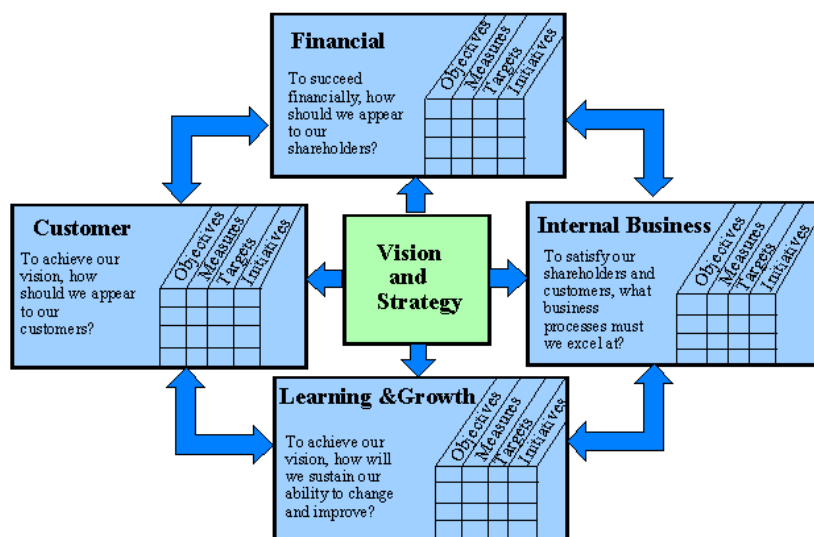 Financial
To succeed
financially, how
should we appear
to our
shareholders?
Objectives
Measures
Targets
Initiatives
Customer
To achieve our
vision, how
should we appear
to our
customers?
Objectives
Measures
Targets
Initiatives
Vision
and
Strategy
Internal Business
To satisfy our
shareholders and
customers, what
business
processes must
we excel at?
Objectives
Measures
Targets
Initiatives
Learning &Growth
To achieve our
vision, how will
we sustain our
ability to change
and improve?
Objectives
Measures
Targets
Initiatives